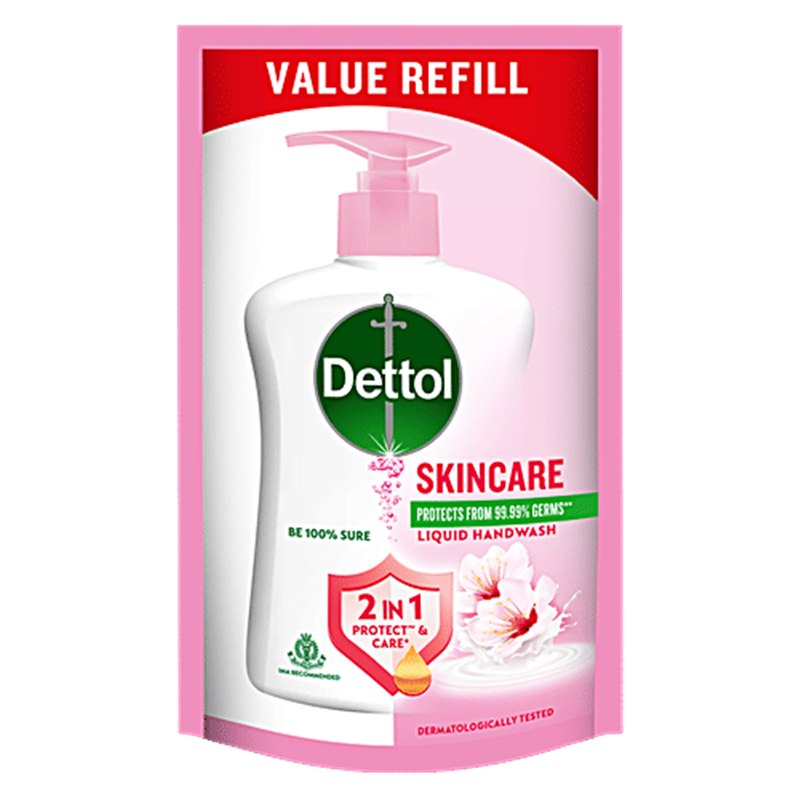 VALUE REFILL
Dettol
SKINCARE
PROTECTS FROM 99.99% GERMS**
LIQUID HANDWASH
BE 100% SURE
2 IN 1
PROTECT™ &
CARE*
IMA RECOMMENDED
DERMATOLOGICALLY TESTED